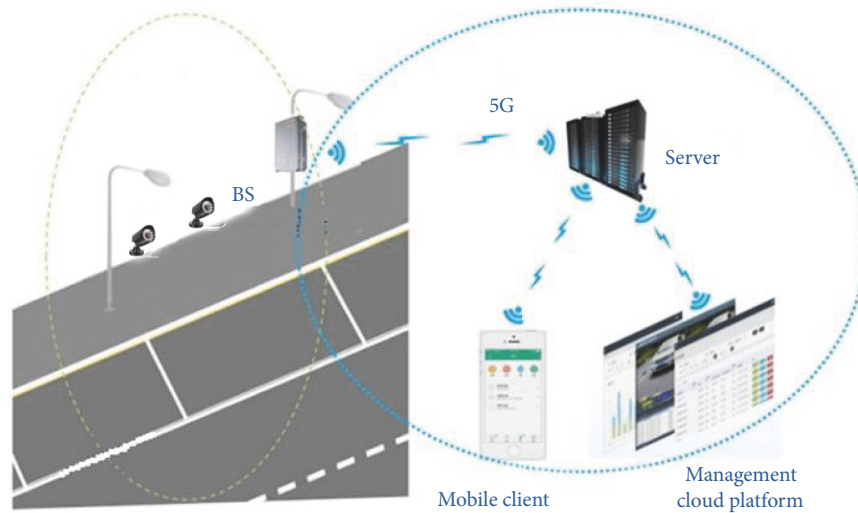 5G
Server
BS
Mobile client
Management
cloud platform